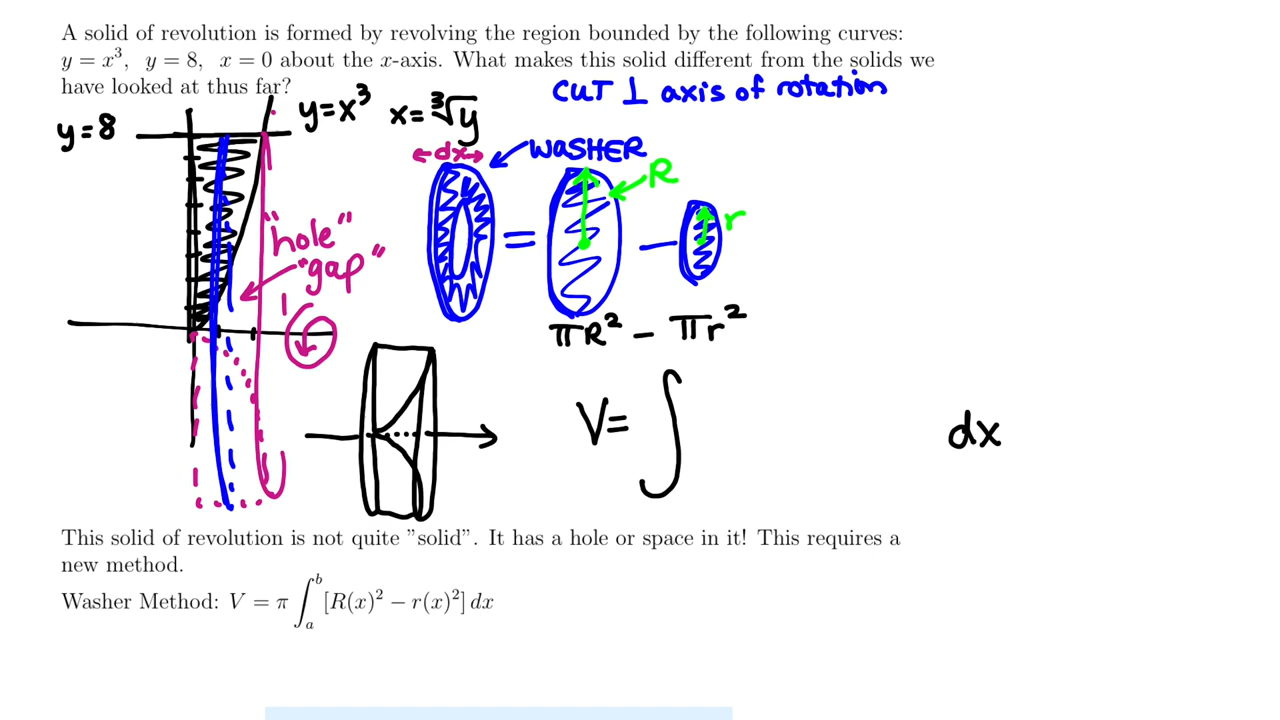 A solid of revolution is formed by revolving the region bounded by the following curves:
y = x³, y = 8, x = 0 about the x-axis. What makes this solid different from the solids we
have looked at thus far?
CUT ⊥ axis of rotation
y=8
y=x³ x=∛y
←dx→
WASHER
R
r
=
−
"hole"
"gap"
πR² − πr²
V= ∫ dx
This solid of revolution is not quite ”solid”. It has a hole or space in it! This requires a
new method.
Washer Method: V = π ∫ₐᵇ [R(x)² − r(x)²] dx